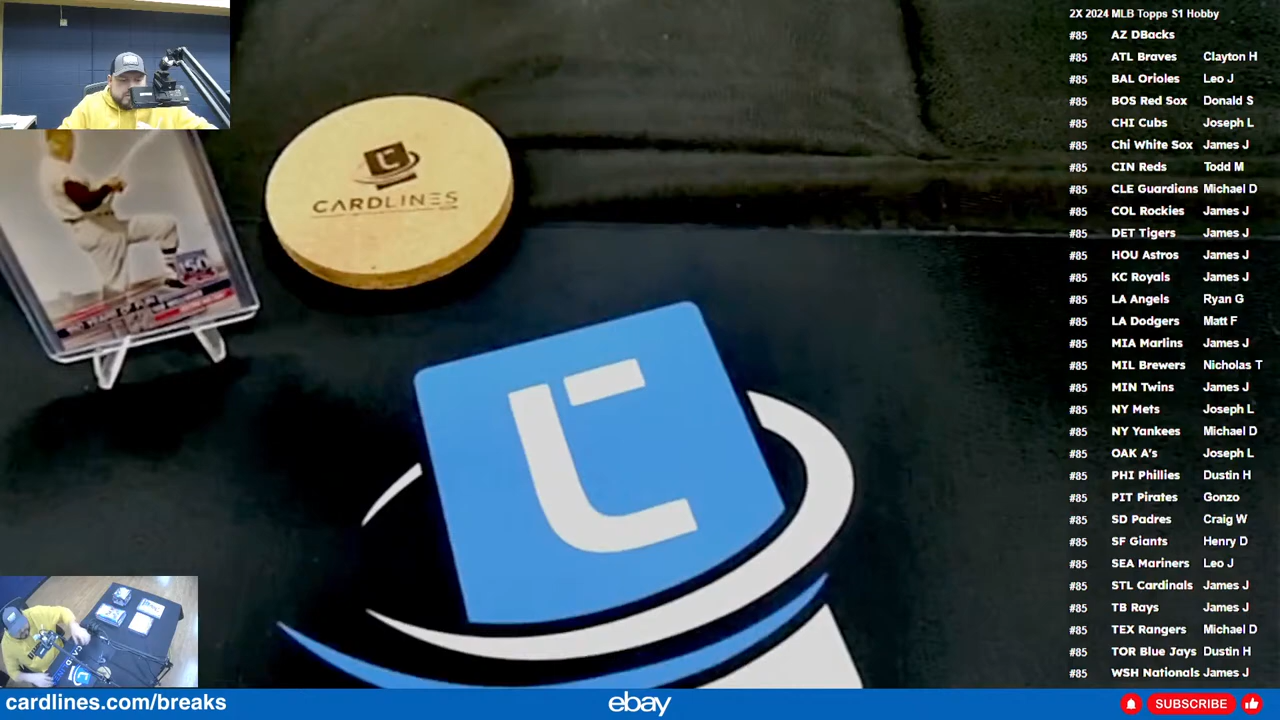 2X 2024 MLB Topps S1 Hobby
#85 AZ DBacks
#85 ATL Braves Clayton H
#85 BAL Orioles Leo J
#85 BOS Red Sox Donald S
#85 CHI Cubs Joseph L
#85 Chi White Sox James J
#85 CIN Reds Todd M
#85 CLE Guardians Michael D
#85 COL Rockies James J
#85 DET Tigers James J
#85 HOU Astros James J
#85 KC Royals James J
#85 LA Angels Ryan G
#85 LA Dodgers Matt F
#85 MIA Marlins James J
#85 MIL Brewers Nicholas T
#85 MIN Twins James J
#85 NY Mets Joseph L
#85 NY Yankees Michael D
#85 OAK A's Joseph L
#85 PHI Phillies Dustin H
#85 PIT Pirates Gonzo
#85 SD Padres Craig W
#85 SF Giants Henry D
#85 SEA Mariners Leo J
#85 STL Cardinals James J
#85 TB Rays James J
#85 TEX Rangers Michael D
#85 TOR Blue Jays Dustin H
#85 WSH Nationals James J
CARDLINES
cardlines.com/breaks
ebay
SUBSCRIBE